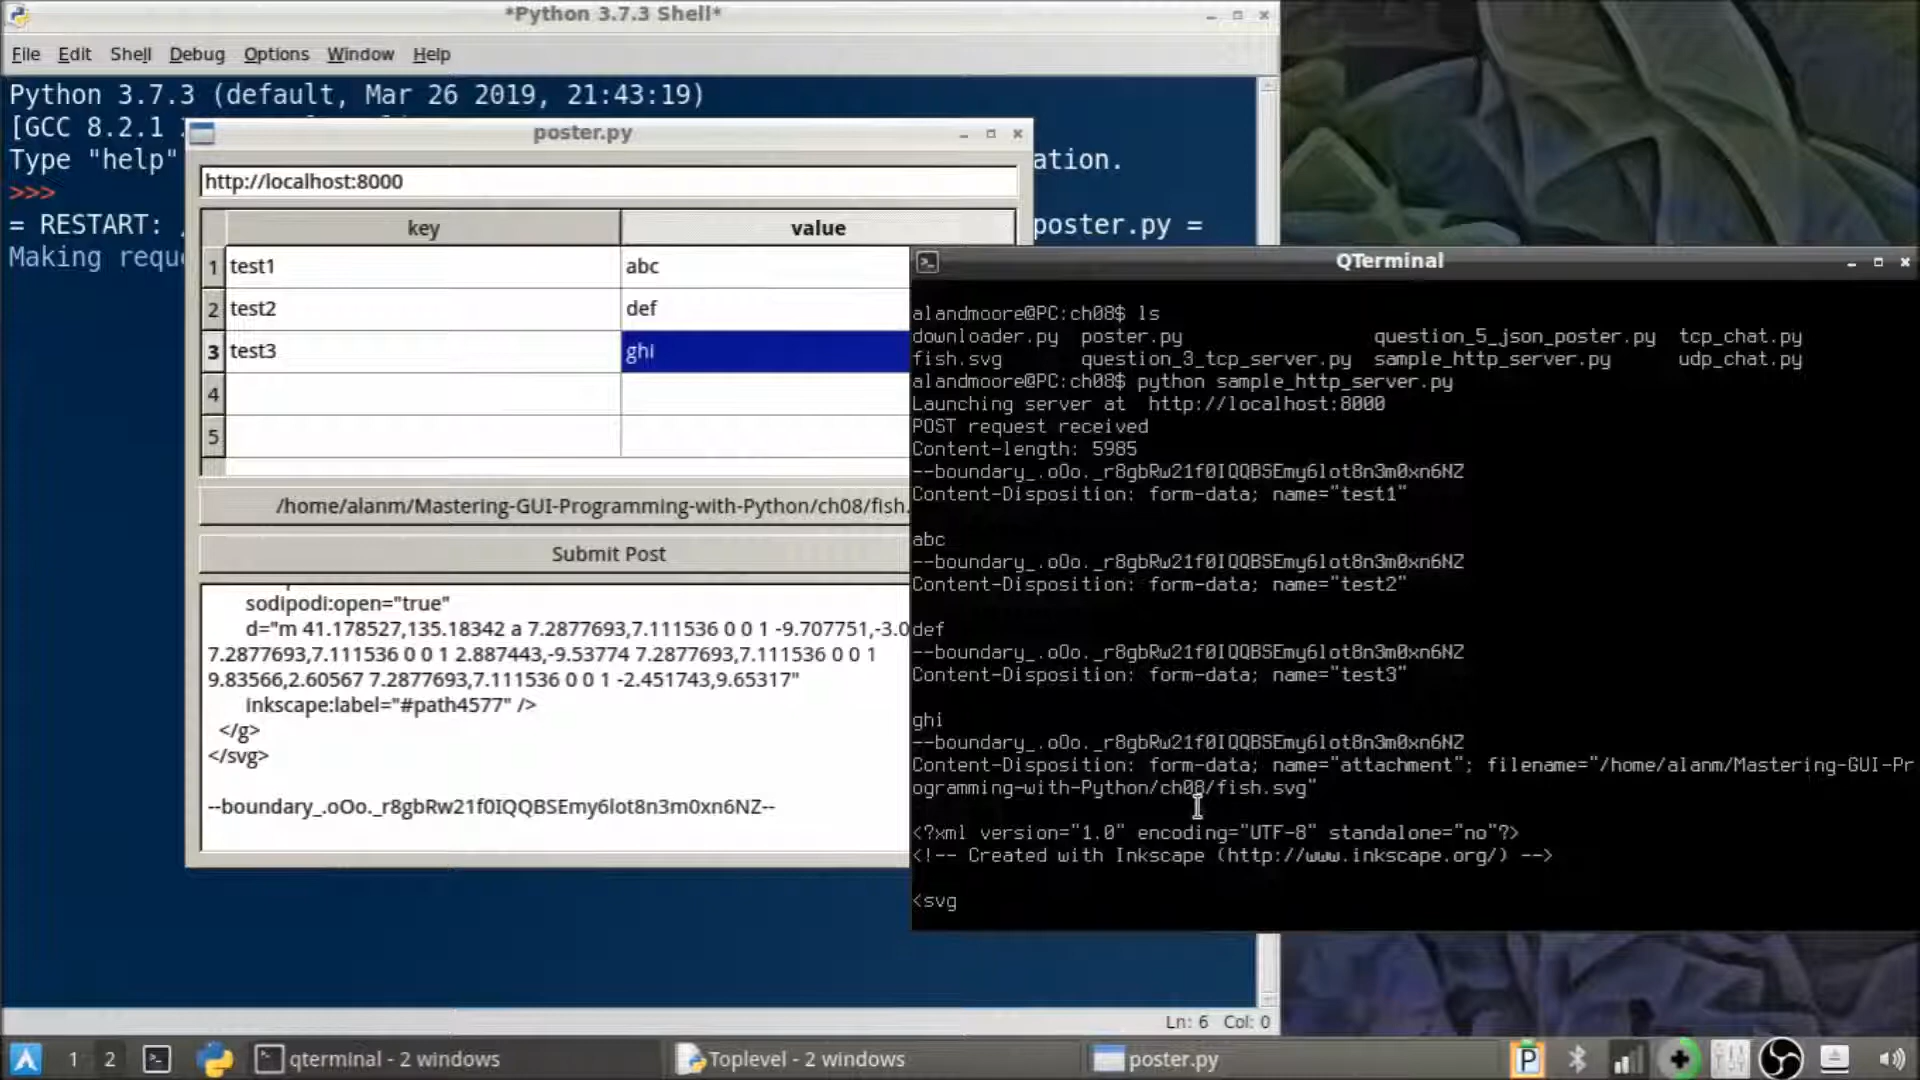 *Python 3.7.3 Shell*
File Edit Shell Debug Options Window Help
Python 3.7.3 (default, Mar 26 2019, 21:43:19)
[GCC 8.2.1
Type "help"
ation.
>>>
= RESTART:
poster.py =
Making reque
poster.py
http://localhost:8000
key value
1 test1 abc
2 test2 def
3 test3 ghi
4
5
/home/alanm/Mastering-GUI-Programming-with-Python/ch08/fish.
Submit Post
sodipodi:open="true"
d="m 41.178527,135.18342 a 7.2877693,7.111536 0 0 1 -9.707751,-3.0
7.2877693,7.111536 0 0 1 2.887443,-9.53774 7.2877693,7.111536 0 0 1
9.83566,2.60567 7.2877693,7.111536 0 0 1 -2.451743,9.65317"
inkscape:label="#path4577" />
</g>
</svg>
--boundary_.oOo._r8gbRw21f0IQQBSEmy6lot8n3m0xn6NZ--
QTerminal
alandmoore@PC:ch08$ ls
downloader.py poster.py question_5_json_poster.py tcp_chat.py
fish.svg question_3_tcp_server.py sample_http_server.py udp_chat.py
alandmoore@PC:ch08$ python sample_http_server.py
Launching server at http://localhost:8000
POST request received
Content-length: 5985
--boundary_.oOo._r8gbRw21f0IQQBSEmy6lot8n3m0xn6NZ
Content-Disposition: form-data; name="test1"
abc
--boundary_.oOo._r8gbRw21f0IQQBSEmy6lot8n3m0xn6NZ
Content-Disposition: form-data; name="test2"
def
--boundary_.oOo._r8gbRw21f0IQQBSEmy6lot8n3m0xn6NZ
Content-Disposition: form-data; name="test3"
ghi
--boundary_.oOo._r8gbRw21f0IQQBSEmy6lot8n3m0xn6NZ
Content-Disposition: form-data; name="attachment"; filename="/home/alanm/Mastering-GUI-Pr
ogramming-with-Python/ch08/fish.svg"
<?xml version="1.0" encoding="UTF-8" standalone="no"?>
<!-- Created with Inkscape (http://www.inkscape.org/) -->
<svg
Ln: 6 Col: 0
1 2 qterminal - 2 windows Toplevel - 2 windows poster.py P